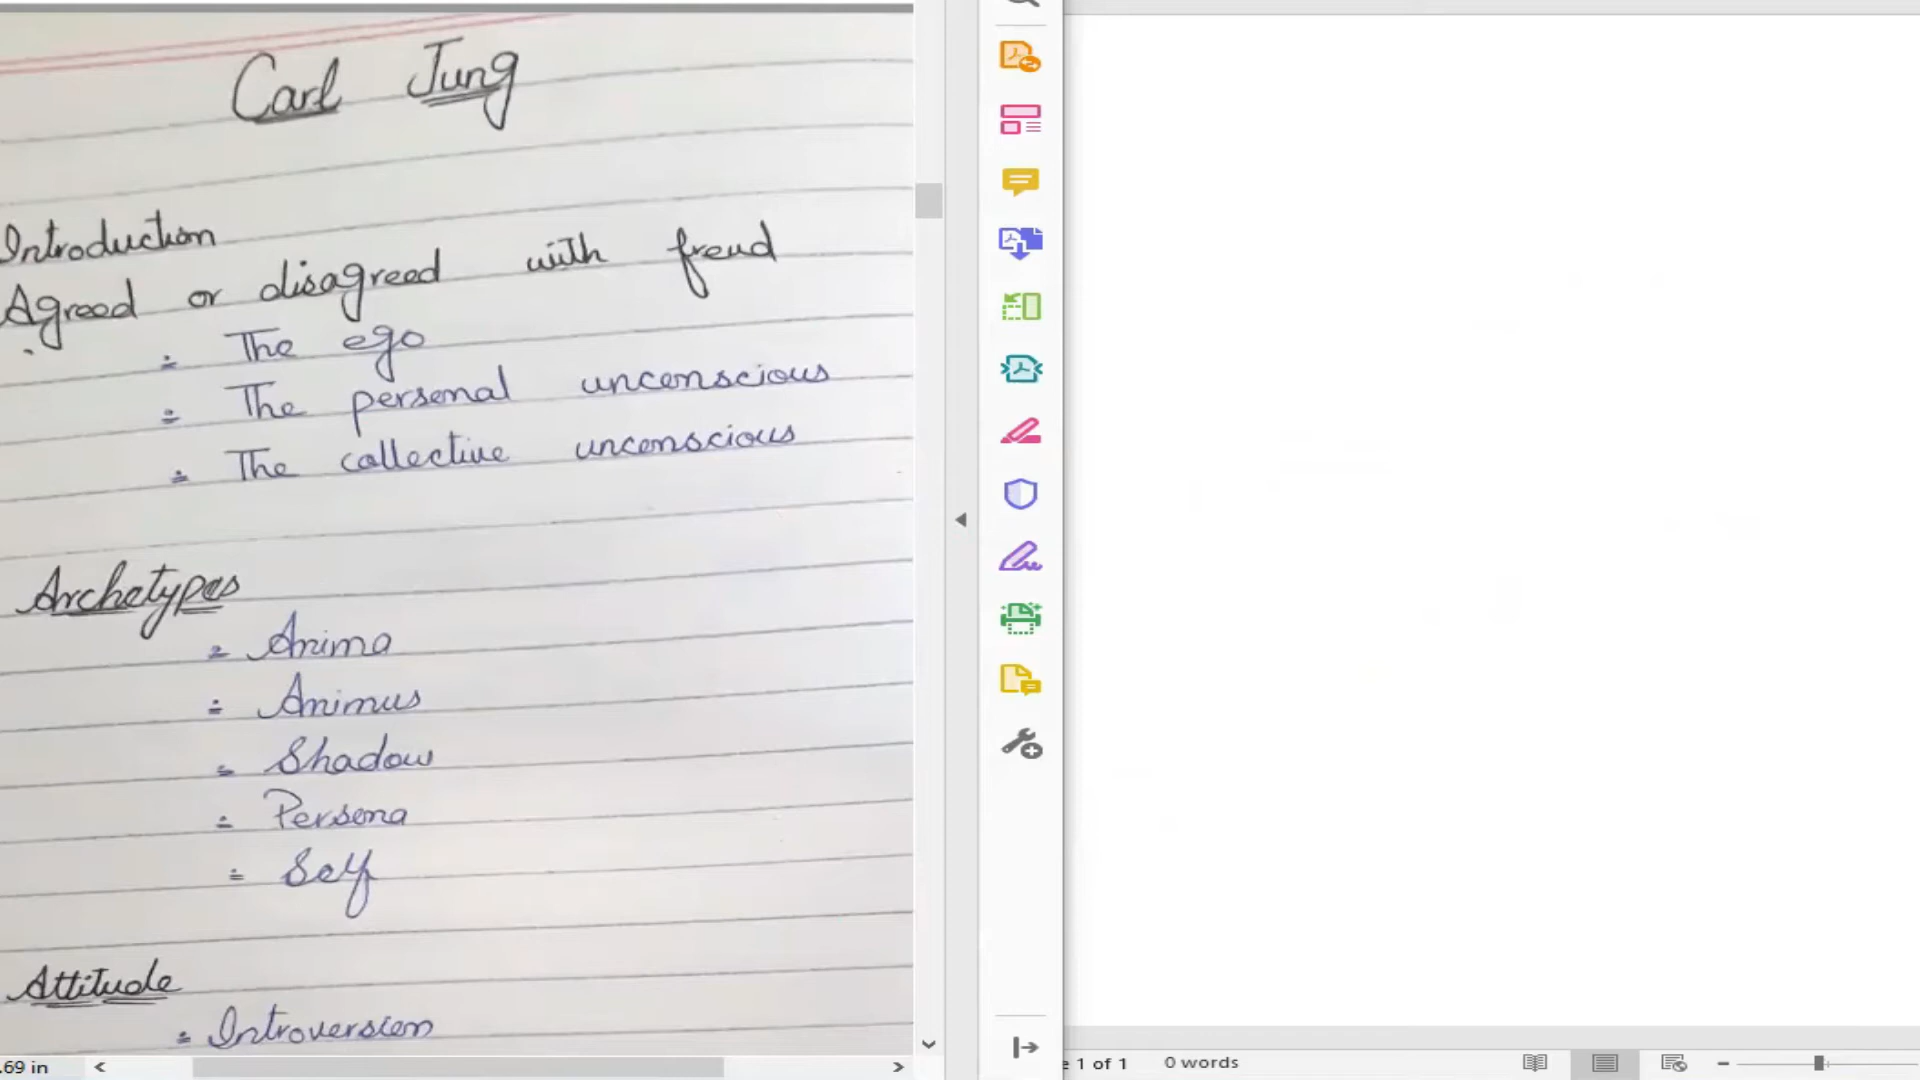 Carl Jung
Introduction
Agreed or disagreed with freud
The ego
The personal unconscious
The collective unconscious
Archetypes
Anima
Animus
Shadow
Persona
Self
Attitude
Introversion
.69 in
1 of 1
0 words